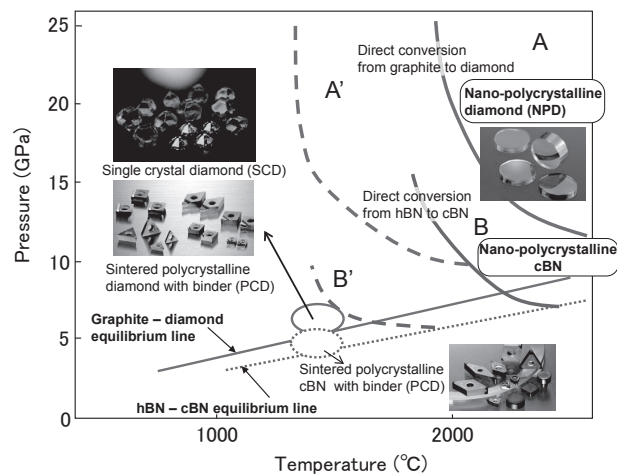 25
20
15
10
5
0
Pressure (GPa)
1000
2000
Temperature (℃)
Direct conversion
from graphite to diamond
A
A'
Nano-polycrystalline
diamond (NPD)
Single crystal diamond (SCD)
Direct conversion
from hBN to cBN
B
Nano-polycrystalline
cBN
Sintered polycrystalline
diamond with binder (PCD)
B'
Graphite – diamond
equilibrium line
Sintered polycrystalline
cBN with binder (PCD)
hBN – cBN equilibrium line